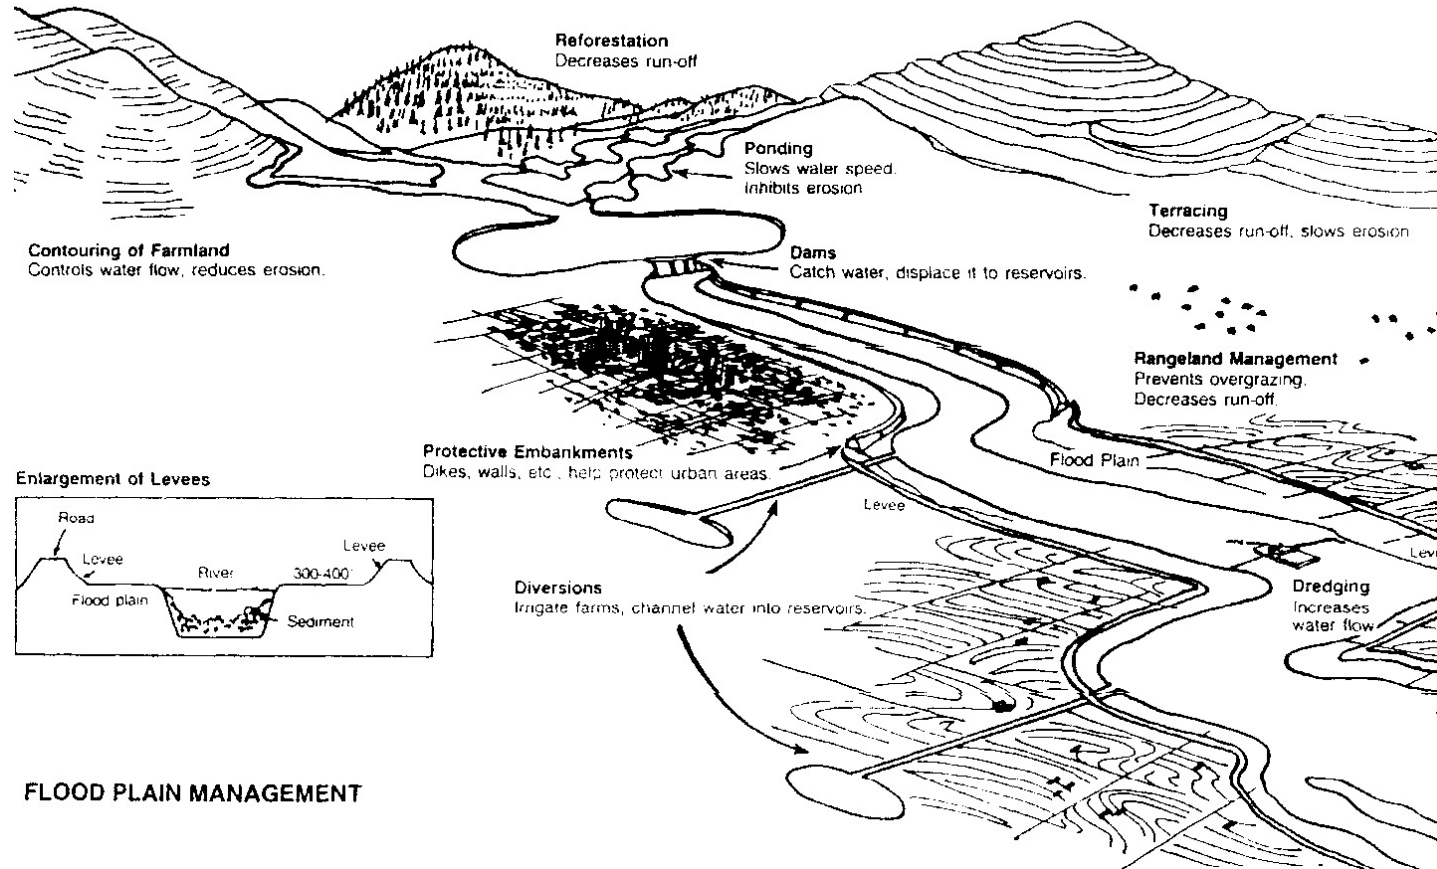 Reforestation
Decreases run-off
Ponding
Slows water speed.
Inhibits erosion
Terracing
Decreases run-off, slows erosion
Contouring of Farmland
Controls water flow, reduces erosion.
Dams
Catch water, displace it to reservoirs.
Rangeland Management
Prevents overgrazing.
Decreases run-off.
Protective Embankments
Dikes, walls, etc., help protect urban areas.
Flood Plain
Levee
Enlargement of Levees
Road
Levee
Levee
River
300-400'
Flood plain
Sediment
Diversions
Irrigate farms, channel water into reservoirs.
Dredging
Increases
water flow
FLOOD PLAIN MANAGEMENT